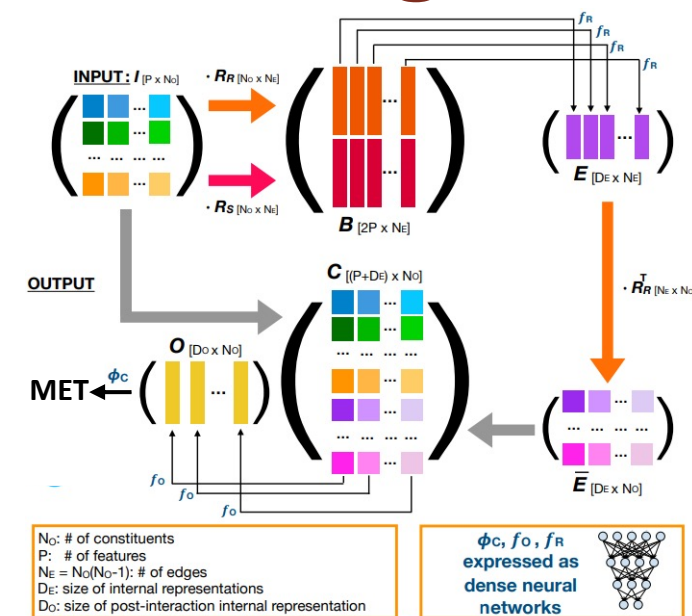 fR
fR
fR
fR
INPUT: I [P x NO]
· RR [NO x NE]
...
...
... ... ... ...
...
· RS [NO x NE]
...
...
B [2P x NE]
...
E [DE x NE]
OUTPUT
C [(P+DE) x NO]
· RR^T [NE x NO
...
...
... ... ... ...
...
...
... ... ... ...
...
O [DO x NO]
MET
ϕC
...
...
... ... ... ...
...
E̅ [DE x NO]
fO
fO
fO
NO: # of constituents
P: # of features
NE = NO(NO-1): # of edges
DE: size of internal representations
DO: size of post-interaction internal representation
ϕC, fO , fR
expressed as
dense neural
networks